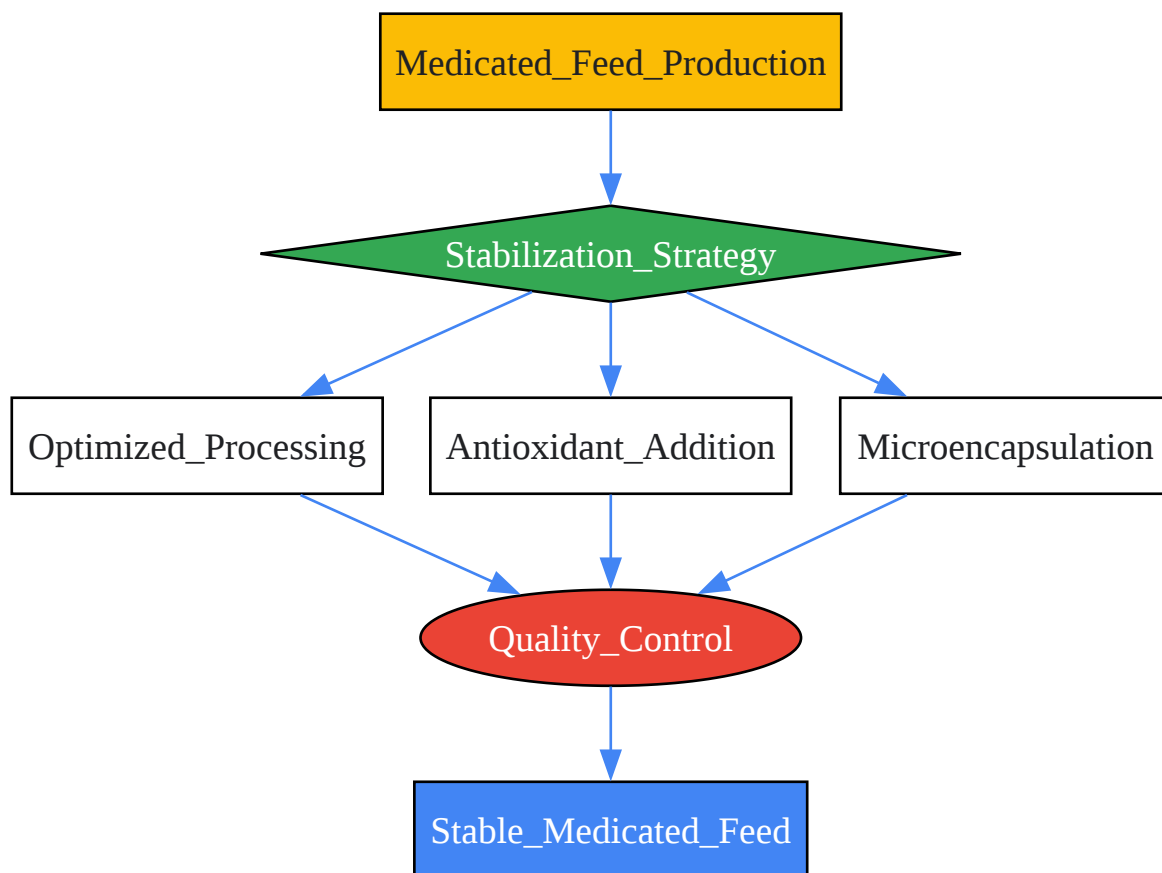 Medicated_Feed_Production
Stabilization_Strategy
Optimized_Processing
Antioxidant_Addition
Microencapsulation
Quality_Control
Stable_Medicated_Feed